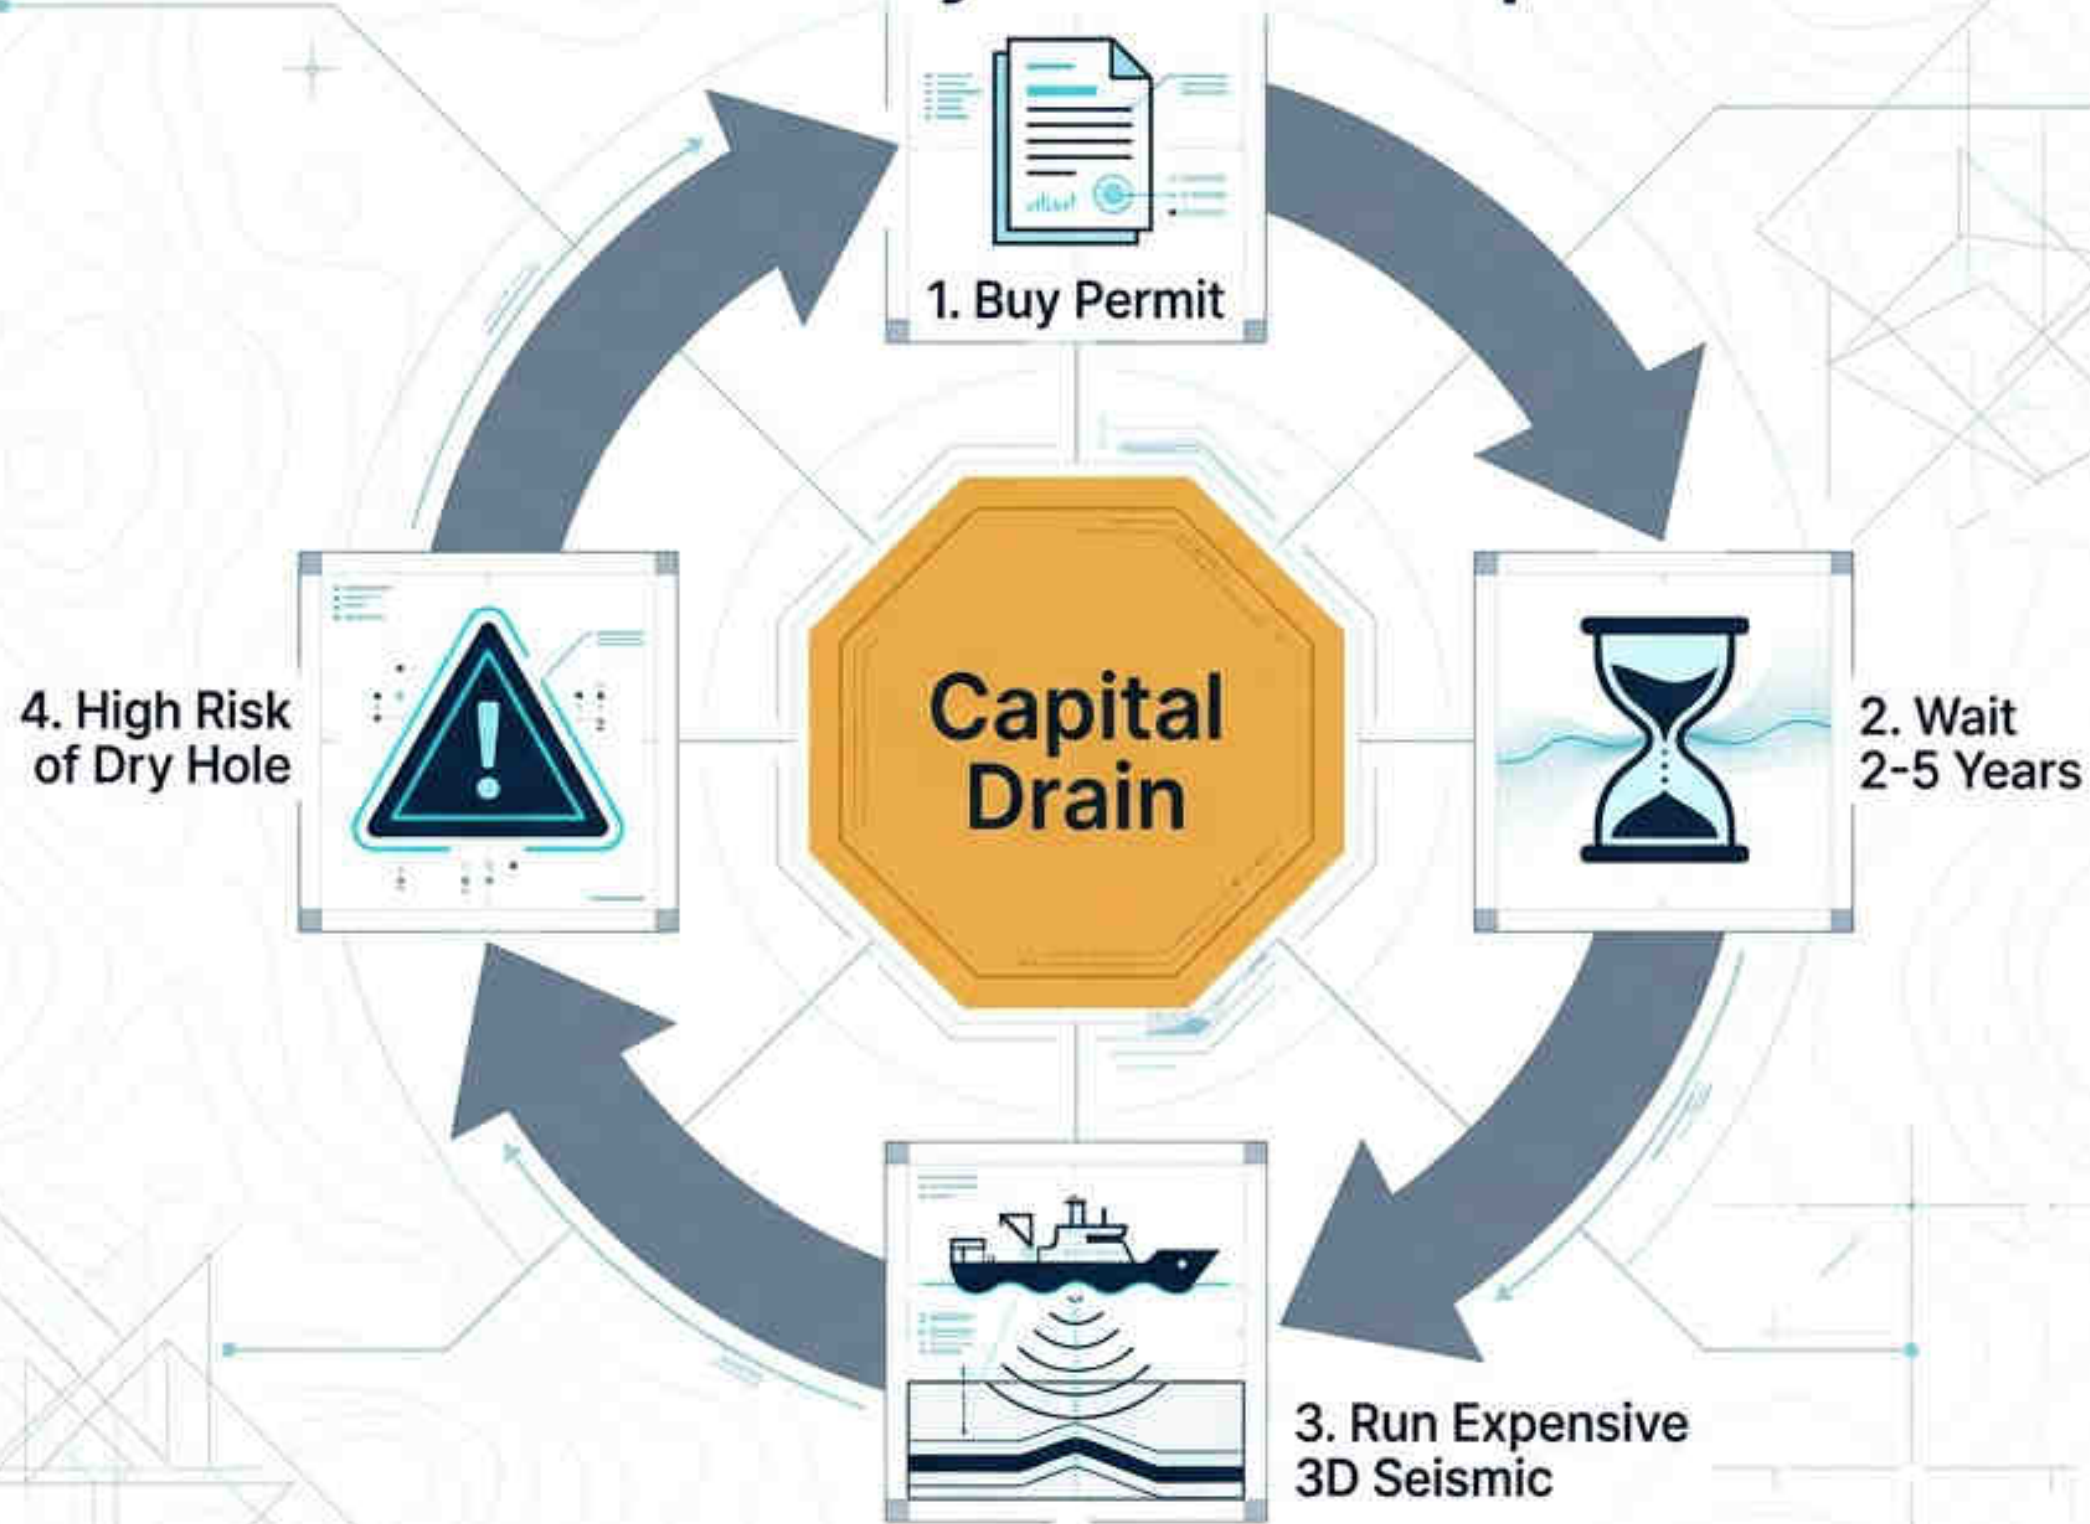 1. Buy Permit
2. Wait
2-5 Years
3. Run Expensive
3D Seismic
4. High Risk
of Dry Hole
Capital
Drain